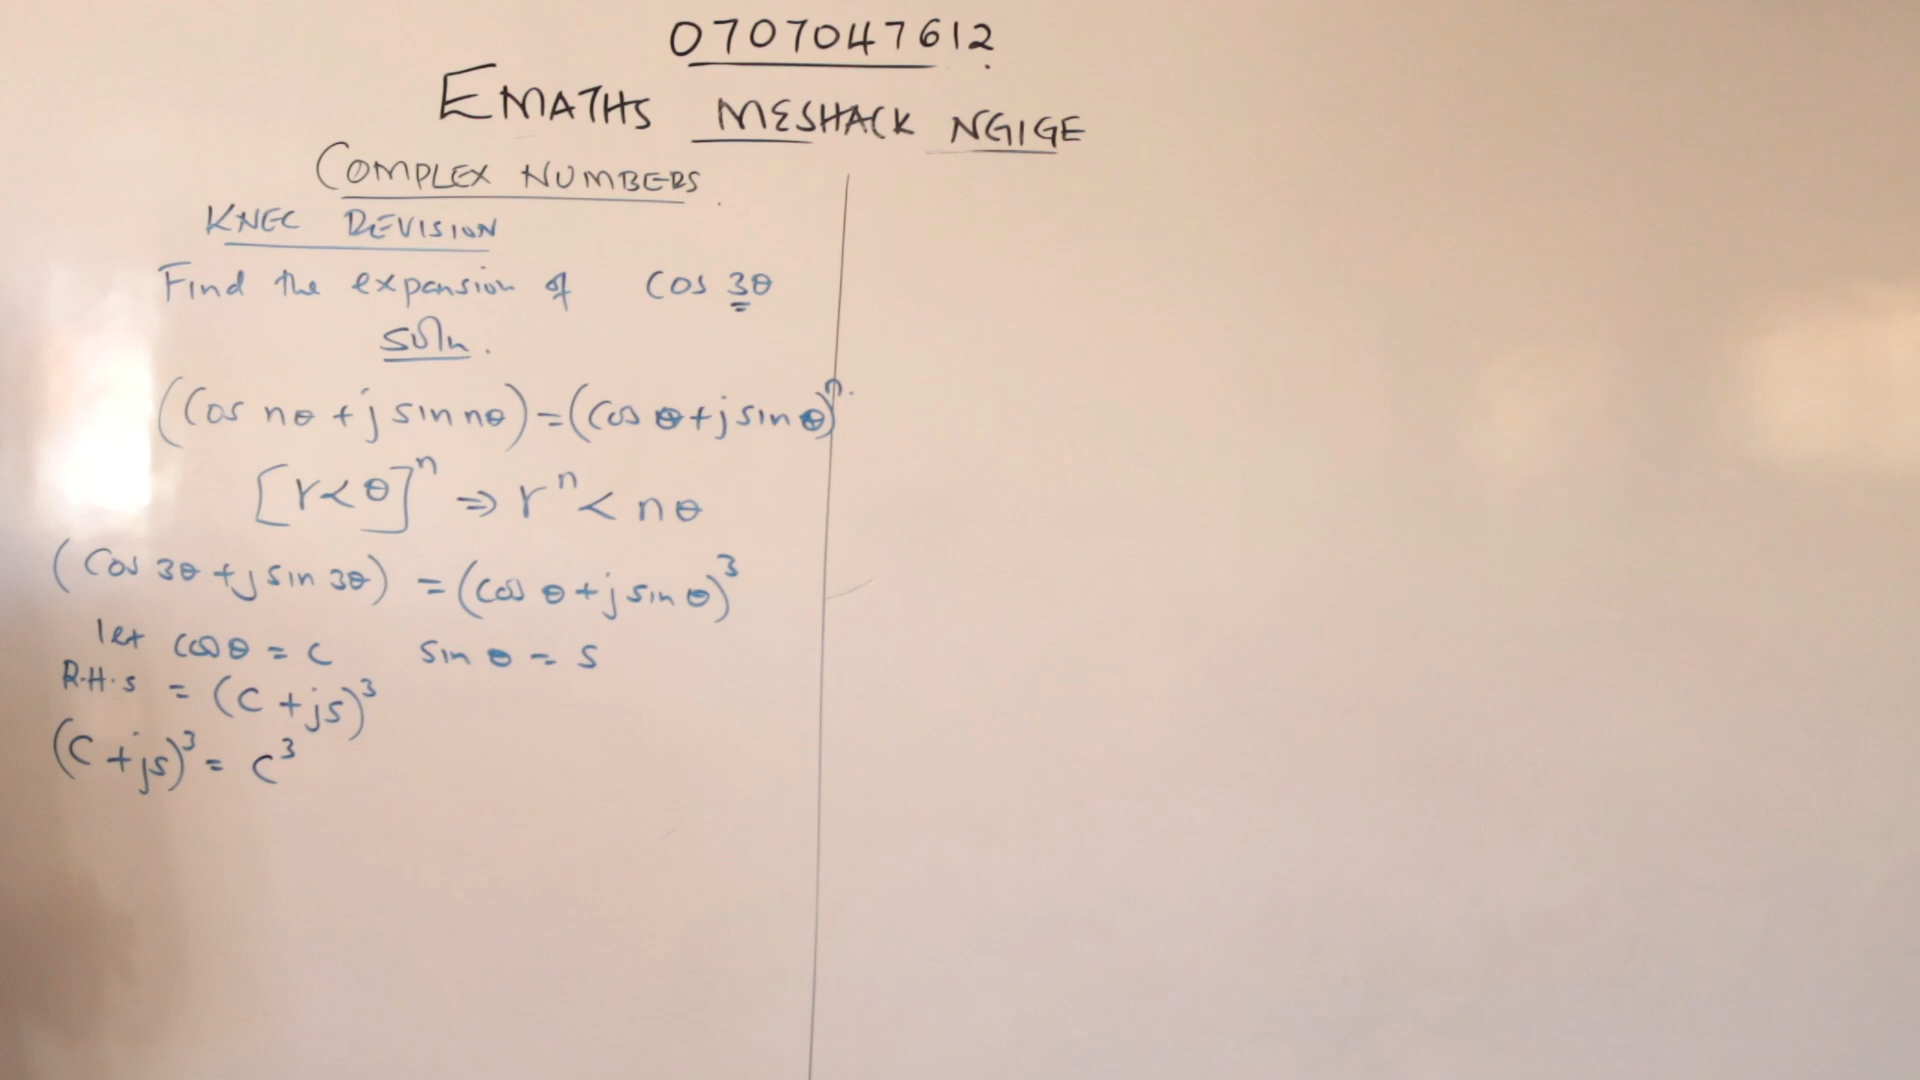 0707047612
EMATHS MESHACK NGIGE
COMPLEX NUMBERS
KNEC REVISION
Find the expansion of Cos 3θ
Soln.
(Cos nθ + j sin nθ) = (Cos θ + j sin θ)^n.
[r < θ]^n ⇒ r^n < nθ
(Cos 3θ + j sin 3θ) = (cos θ + j sin θ)^3
let cos θ = c sin θ = s
R.H.S = (c + js)^3
(c + js)^3 = c^3